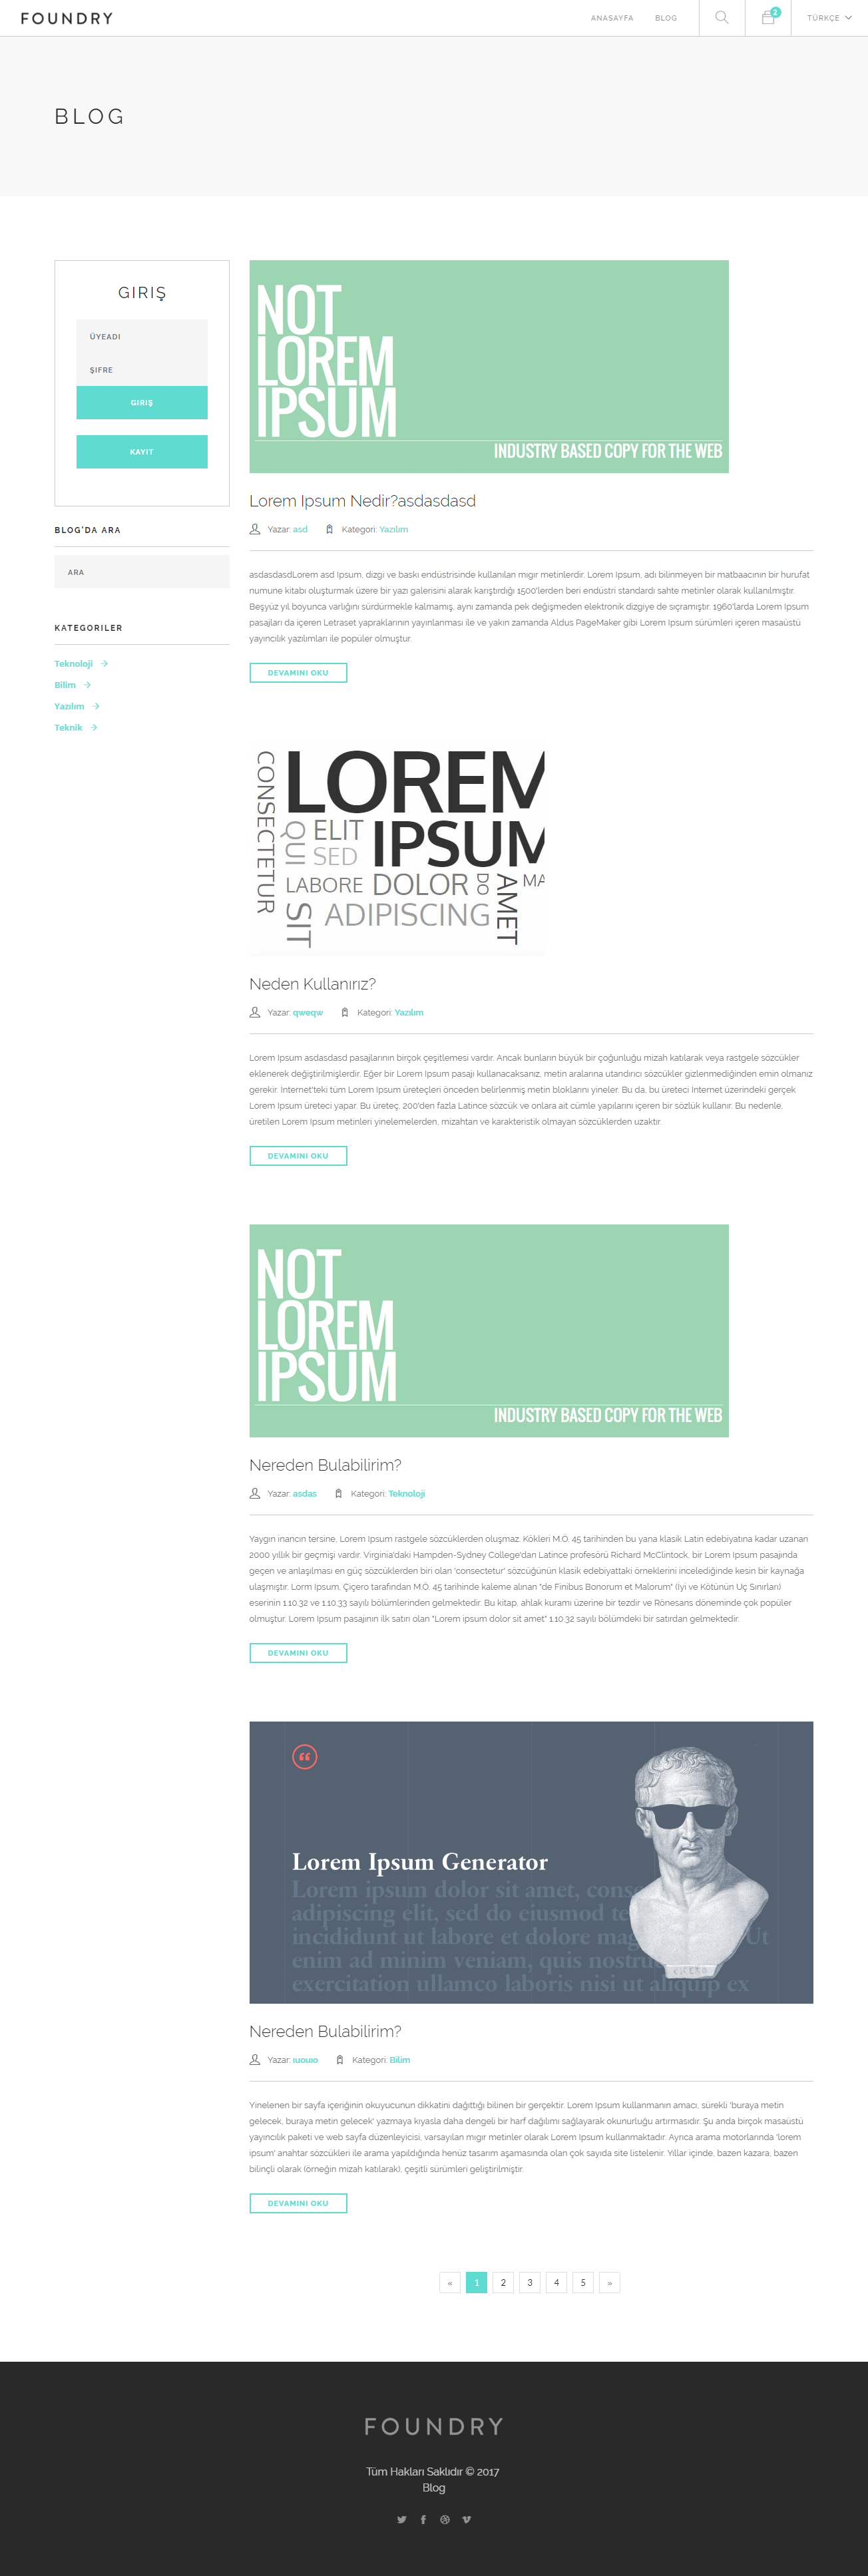 FOUNDRY
ANASAYFA
BLOG
2
TÜRKÇE
BLOG
GIRIŞ
ÜYEADI
ŞIFRE
GIRIŞ
KAYIT
BLOG'DA ARA
ARA
KATEGORILER
Teknoloji
Bilim
Yazılım
Teknik
NOT
LOREM
IPSUM
INDUSTRY BASED COPY FOR THE WEB
Lorem Ipsum Nedir?asdasdasd
Yazar: asd Kategori: Yazılım
asdasdasdLorem asd Ipsum, dizgi ve baskı endüstrisinde kullanılan mıgır metinlerdir. Lorem Ipsum, adı bilinmeyen bir matbaacının bir hurufat
numune kitabı oluşturmak üzere bir yazı galerisini alarak karıştırdığı 1500'lerden beri endüstri standardı sahte metinler olarak kullanılmıştır.
Beşyüz yıl boyunca varlığını sürdürmekle kalmamış, aynı zamanda pek değişmeden elektronik dizgiye de sıçramıştır. 1960'larda Lorem Ipsum
pasajları da içeren Letraset yapraklarının yayınlanması ile ve yakın zamanda Aldus PageMaker gibi Lorem Ipsum sürümleri içeren masaüstü
yayıncılık yazılımları ile popüler olmuştur.
DEVAMINI OKU
CONSECTETUR
LOREM
QUI
ELIT
SED
IPSUM
LABORE
DOLOR
DO
AMET
MA
SIT
ADIPISCING
Neden Kullanırız?
Yazar: qweqw Kategori: Yazılım
Lorem Ipsum asdasdasd pasajlarının birçok çeşitlemesi vardır. Ancak bunların büyük bir çoğunluğu mizah katılarak veya rastgele sözcükler
eklenerek değiştirilmişlerdir. Eğer bir Lorem Ipsum pasajı kullanacaksanız, metin aralarına utandırıcı sözcükler gizlenmediğinden emin olmanız
gerekir. İnternet'teki tüm Lorem Ipsum üreteçleri önceden belirlenmiş metin bloklarını yineler. Bu da, bu üreteci İnternet üzerindeki gerçek
Lorem Ipsum üreteci yapar. Bu üreteç, 200'den fazla Latince sözcük ve onlara ait cümle yapılarını içeren bir sözlük kullanır. Bu nedenle,
üretilen Lorem Ipsum metinleri yinelemelerden, mizahtan ve karakteristik olmayan sözcüklerden uzaktır.
DEVAMINI OKU
NOT
LOREM
IPSUM
INDUSTRY BASED COPY FOR THE WEB
Nereden Bulabilirim?
Yazar: asdas Kategori: Teknoloji
Yaygın inancın tersine, Lorem Ipsum rastgele sözcüklerden oluşmaz. Kökleri M.Ö. 45 tarihinden bu yana klasik Latin edebiyatına kadar uzanan
2000 yıllık bir geçmişi vardır. Virginia'daki Hampden-Sydney College'dan Latince profesörü Richard McClintock, bir Lorem Ipsum pasajında
geçen ve anlaşılması en güç sözcüklerden biri olan 'consectetur' sözcüğünün klasik edebiyattaki örneklerini incelediğinde kesin bir kaynağa
ulaşmıştır. Lorm Ipsum, Çiçero tarafından M.Ö. 45 tarihinde kaleme alınan "de Finibus Bonorum et Malorum" (İyi ve Kötünün Uç Sınırları)
eserinin 1.10.32 ve 1.10.33 sayılı bölümlerinden gelmektedir. Bu kitap, ahlak kuramı üzerine bir tezdir ve Rönesans döneminde çok popüler
olmuştur. Lorem Ipsum pasajının ilk satırı olan "Lorem ipsum dolor sit amet" 1.10.32 sayılı bölümdeki bir satırdan gelmektedir.
DEVAMINI OKU
Lorem Ipsum Generator
Lorem ipsum dolor sit amet, conse
adipiscing elit, sed do eiusmod te
incididunt ut labore et dolore mag Ut
enim ad minim veniam, quis nostru
exercitation ullamco laboris nisi ut aliquip ex
CICERO
Nereden Bulabilirim?
Yazar: ıuouıo Kategori: Bilim
Yinelenen bir sayfa içeriğinin okuyucunun dikkatini dağıttığı bilinen bir gerçektir. Lorem Ipsum kullanmanın amacı, sürekli 'buraya metin
gelecek, buraya metin gelecek' yazmaya kıyasla daha dengeli bir harf dağılımı sağlayarak okunurluğu artırmasıdır. Şu anda birçok masaüstü
yayıncılık paketi ve web sayfa düzenleyicisi, varsayılan mıgır metinler olarak Lorem Ipsum kullanmaktadır. Ayrıca arama motorlarında 'lorem
ipsum' anahtar sözcükleri ile arama yapıldığında henüz tasarım aşamasında olan çok sayıda site listelenir. Yıllar içinde, bazen kazara, bazen
bilinçli olarak (örneğin mizah katılarak), çeşitli sürümleri geliştirilmiştir.
DEVAMINI OKU
« 1 2 3 4 5 »
FOUNDRY
Tüm Hakları Saklıdır © 2017
Blog